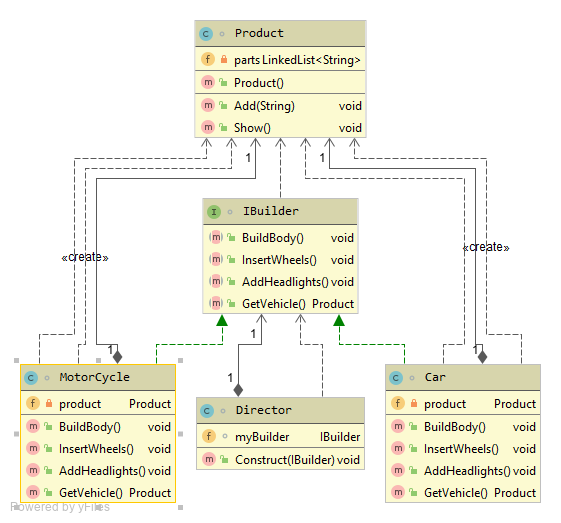 C Product
f parts LinkedList<String>
m Product()
m Add(String) void
m Show() void
1 1
I IBuilder
m BuildBody() void
m InsertWheels() void
m AddHeadlights() void
m GetVehicle() Product
«create» «create»
1
1 1 1
C MotorCycle
f product Product
m BuildBody() void
m InsertWheels() void
m AddHeadlights() void
m GetVehicle() Product
C Director
f myBuilder IBuilder
m Construct(IBuilder) void
C Car
f product Product
m BuildBody() void
m InsertWheels() void
m AddHeadlights() void
m GetVehicle() Product
Powered by yFiles